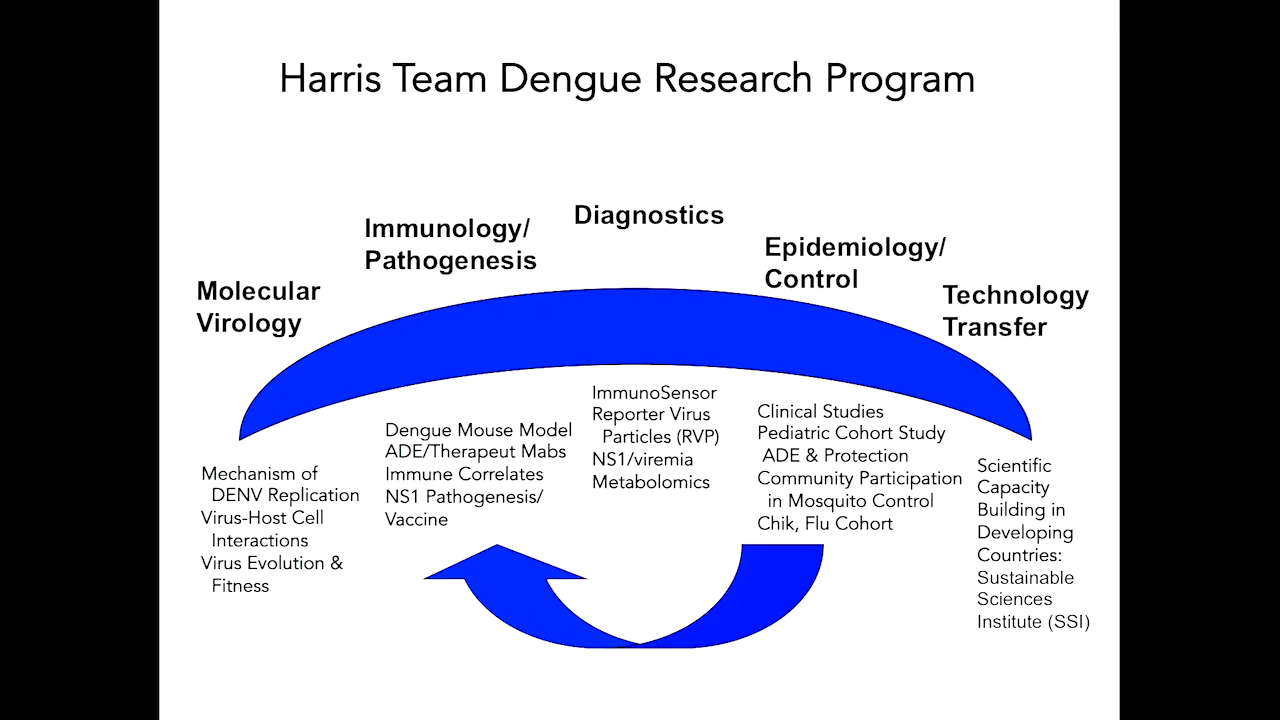 Harris Team Dengue Research Program
Molecular
Virology
Immunology/
Pathogenesis
Diagnostics
Epidemiology/
Control
Technology
Transfer
Mechanism of
DENV Replication
Virus-Host Cell
Interactions
Virus Evolution &
Fitness
Dengue Mouse Model
ADE/Therapeut Mabs
Immune Correlates
NS1 Pathogenesis/
Vaccine
ImmunoSensor
Reporter Virus
Particles (RVP)
NS1/viremia
Metabolomics
Clinical Studies
Pediatric Cohort Study
ADE & Protection
Community Participation
in Mosquito Control
Chik, Flu Cohort
Scientific
Capacity
Building in
Developing
Countries:
Sustainable
Sciences
Institute (SSI)